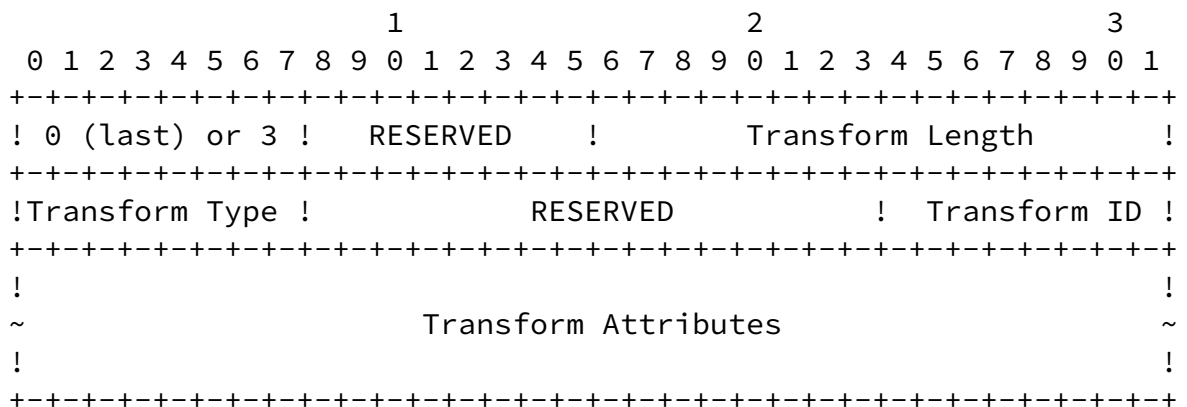 1                   2                   3
 0 1 2 3 4 5 6 7 8 9 0 1 2 3 4 5 6 7 8 9 0 1 2 3 4 5 6 7 8 9 0 1
+-+-+-+-+-+-+-+-+-+-+-+-+-+-+-+-+-+-+-+-+-+-+-+-+-+-+-+-+-+-+-+-+
! 0 (last) or 3 !   RESERVED    !        Transform Length       !
+-+-+-+-+-+-+-+-+-+-+-+-+-+-+-+-+-+-+-+-+-+-+-+-+-+-+-+-+-+-+-+-+
!Transform Type !            RESERVED           !  Transform ID !
+-+-+-+-+-+-+-+-+-+-+-+-+-+-+-+-+-+-+-+-+-+-+-+-+-+-+-+-+-+-+-+-+
!                                                               !
~                      Transform Attributes                     ~
!                                                               !
+-+-+-+-+-+-+-+-+-+-+-+-+-+-+-+-+-+-+-+-+-+-+-+-+-+-+-+-+-+-+-+-+